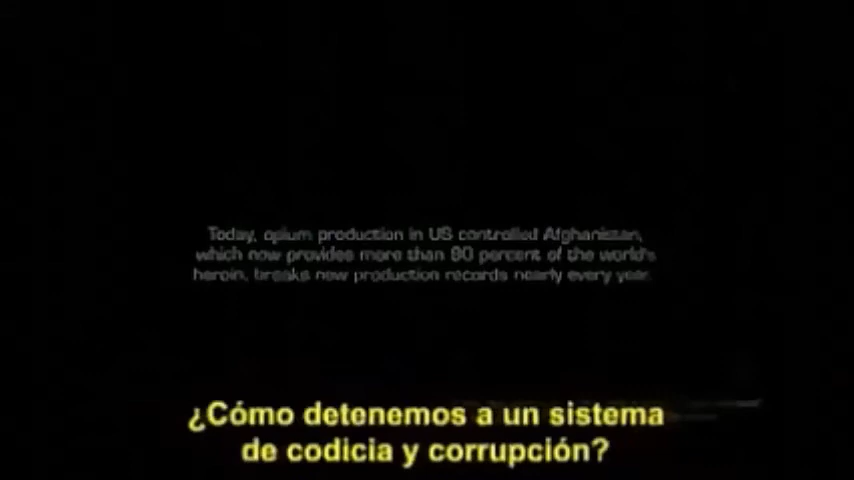 Today, opium production in US controlled Afghanistan,
which now provides more than 90 percent of the world's
heroin, breaks new production records nearly every year.
¿Cómo detenemos a un sistema
de codicia y corrupción?